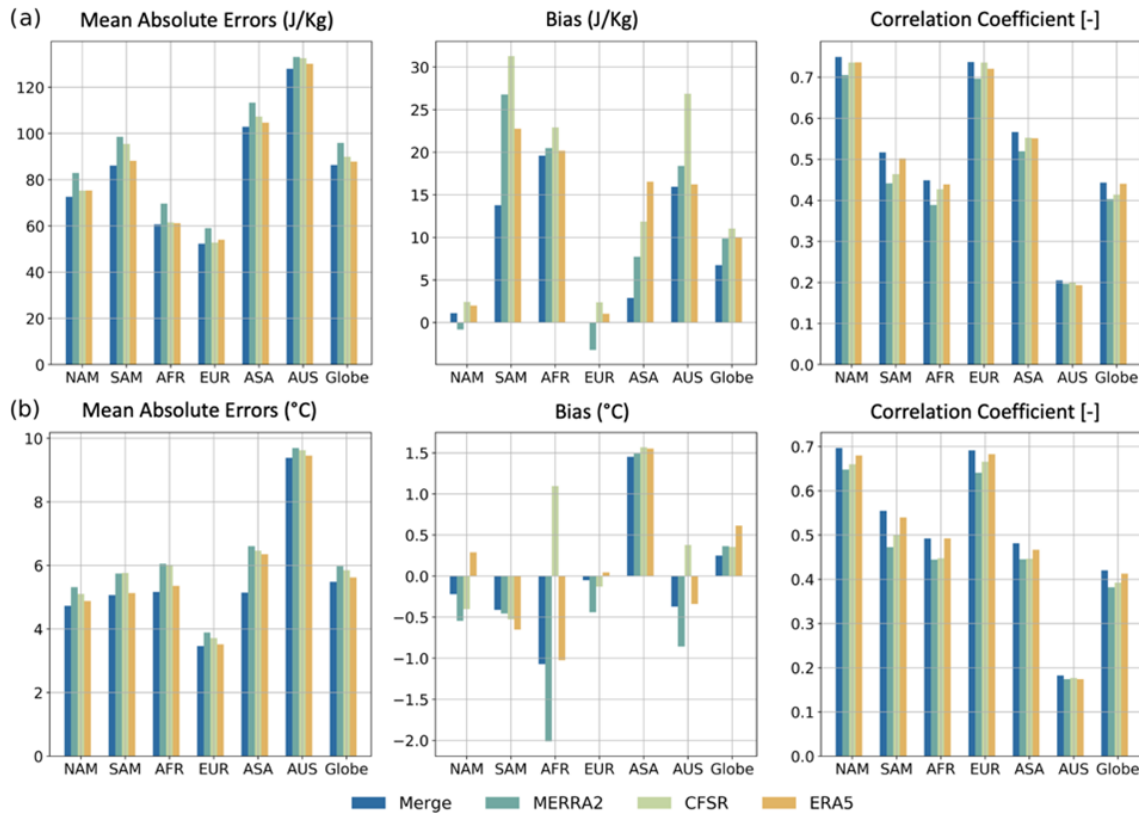 (a)
Mean Absolute Errors (J/Kg)
Bias (J/Kg)
Correlation Coefficient [-]
120
100
80
60
40
20
0
30
25
20
15
10
5
0
0.7
0.6
0.5
0.4
0.3
0.2
0.1
0.0
NAM SAM AFR EUR ASA AUS Globe
NAM SAM AFR EUR ASA AUS Globe
NAM SAM AFR EUR ASA AUS Globe
(b)
Mean Absolute Errors (°C)
Bias (°C)
Correlation Coefficient [-]
10
8
6
4
2
0
1.5
1.0
0.5
0.0
−0.5
−1.0
−1.5
−2.0
0.7
0.6
0.5
0.4
0.3
0.2
0.1
0.0
NAM SAM AFR EUR ASA AUS Globe
NAM SAM AFR EUR ASA AUS Globe
NAM SAM AFR EUR ASA AUS Globe
Merge MERRA2 CFSR ERA5